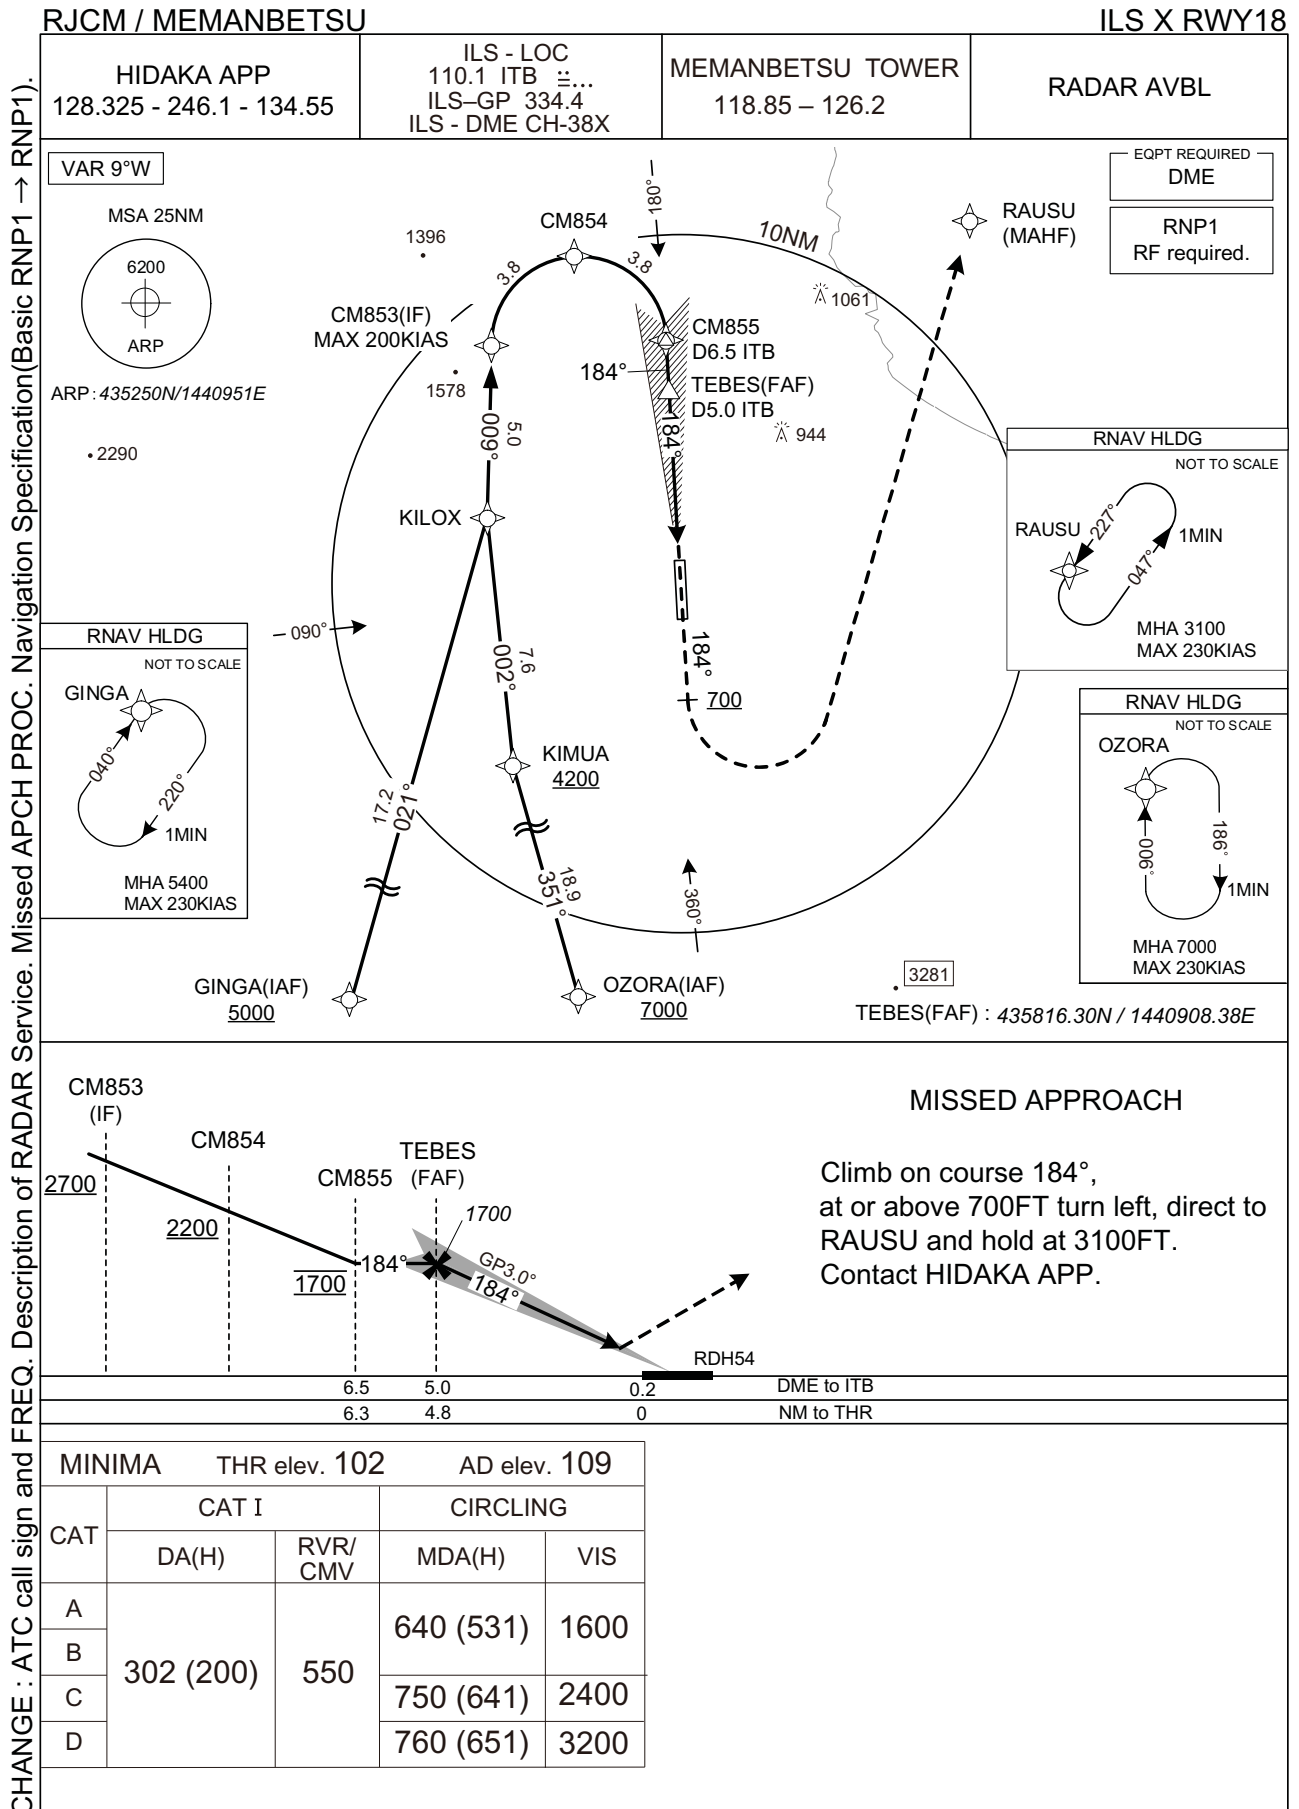 RJCM / MEMANBETSU
ILS X RWY18
HIDAKA APP
128.325 - 246.1 - 134.55
ILS - LOC
110.1 ITB
ILS–GP 334.4
ILS - DME CH-38X
MEMANBETSU TOWER
118.85 – 126.2
RADAR AVBL
CHANGE : ATC call sign and FREQ. Description of RADAR Service. Missed APCH PROC. Navigation Specification(Basic RNP1 → RNP1).
VAR 9°W
MSA 25NM
6200
ARP
ARP : 435250N/1440951E
EQPT REQUIRED
DME
RNP1
RF required.
180°
CM854
10NM
RAUSU
(MAHF)
1396
3.8
3.8
1061
CM853(IF)
MAX 200KIAS
CM855
D6.5 ITB
184°
TEBES(FAF)
D5.0 ITB
1578
944
2290
5.0
009°
184°
KILOX
RNAV HLDG
NOT TO SCALE
RAUSU
227°
047°
1MIN
MHA 3100
MAX 230KIAS
090°
RNAV HLDG
NOT TO SCALE
GINGA
040°
220°
1MIN
MHA 5400
MAX 230KIAS
7.6
002°
184°
700
KIMUA
4200
17.2
021°
18.9
351°
360°
RNAV HLDG
NOT TO SCALE
OZORA
006°
186°
1MIN
MHA 7000
MAX 230KIAS
GINGA(IAF)
5000
OZORA(IAF)
7000
3281
TEBES(FAF) : 435816.30N / 1440908.38E
CM853
(IF)
CM854
CM855
TEBES
(FAF)
2700
2200
1700
1700
184°
GP3.0°
184°
RDH54
6.5 5.0 0.2 DME to ITB
6.3 4.8 0 NM to THR
MISSED APPROACH
Climb on course 184°,
at or above 700FT turn left, direct to
RAUSU and hold at 3100FT.
Contact HIDAKA APP.
MINIMA THR elev. 102 AD elev. 109
CAT
CAT I
CIRCLING
DA(H)
RVR/
CMV
MDA(H)
VIS
A
B
C
D
302 (200)
550
640 (531) 1600
750 (641) 2400
760 (651) 3200